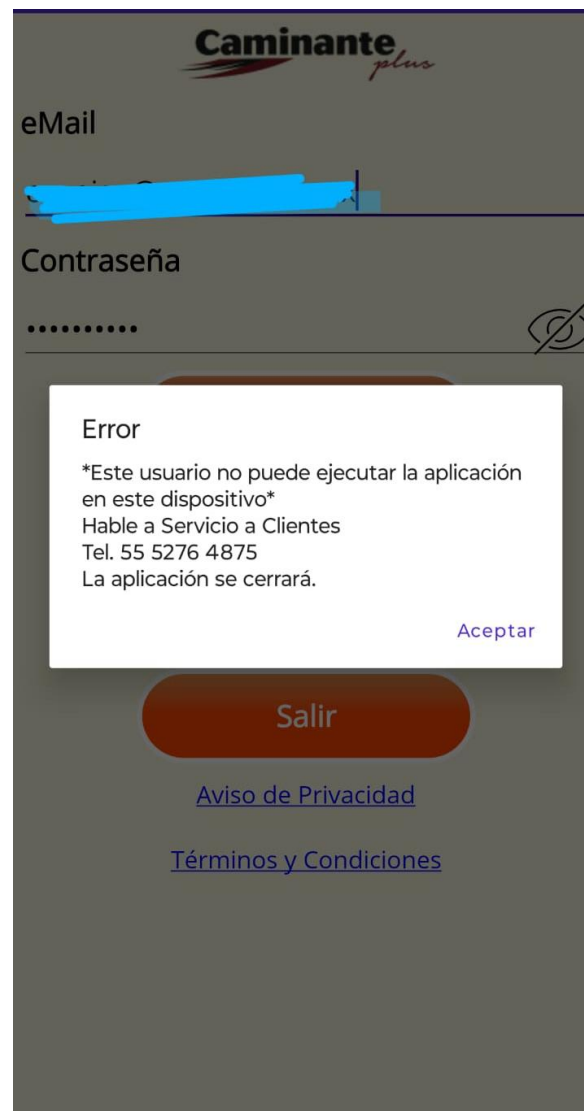 Caminante
plus
eMail
Contraseña
••••••••••
Error
*Este usuario no puede ejecutar la aplicación
en este dispositivo*
Hable a Servicio a Clientes
Tel. 55 5276 4875
La aplicación se cerrará.
Aceptar
Salir
Aviso de Privacidad
Términos y Condiciones